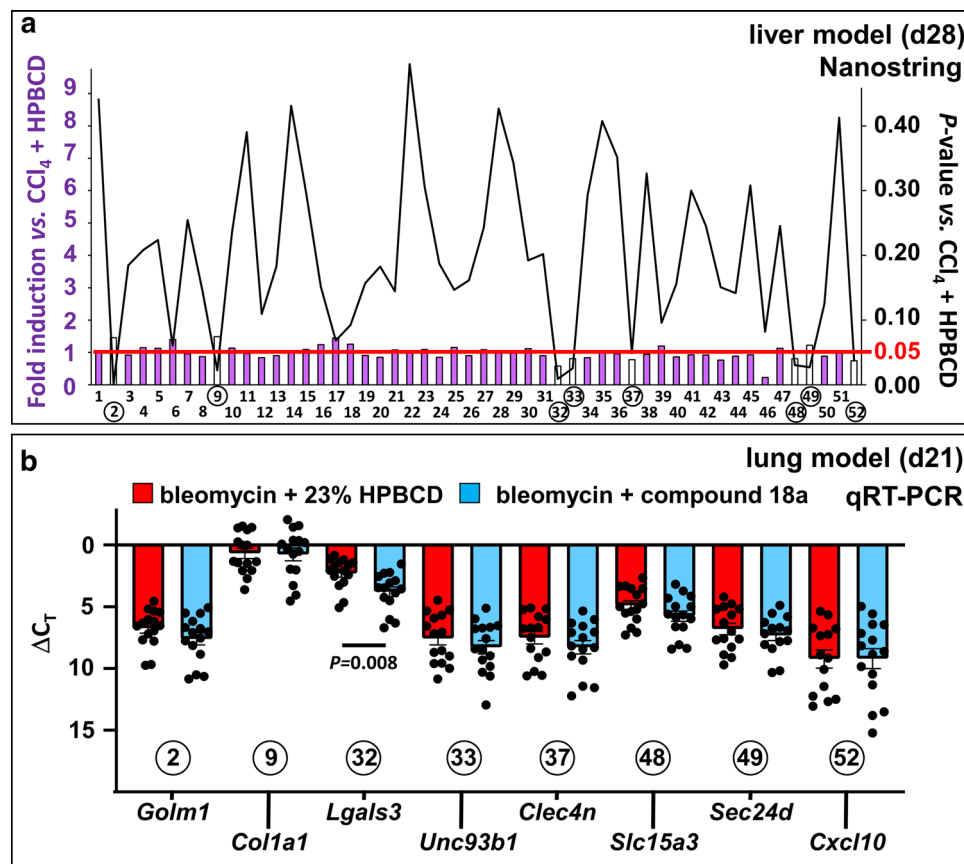 a
liver model (d28)
Nanostring
Fold induction vs. CCl4 + HPBCD
9
8
7
6
5
4
3
2
1
0
0.40
0.30
0.20
0.10
0.05
0.00
P-value vs. CCl4 + HPBCD
1 3 5 7 9 11 13 15 17 19 21 23 25 27 29 31 33 35 37 39 41 43 45 47 49 51
2 4 6 8 10 12 14 16 18 20 22 24 26 28 30 32 34 36 38 40 42 44 46 48 50 52
b
lung model (d21)
bleomycin + 23% HPBCD bleomycin + compound 18a qRT-PCR
ΔCT
0
5
10
15
P=0.008
2 9 32 33 37 48 49 52
Golm1 Lgals3 Clec4n Sec24d
Col1a1 Unc93b1 Slc15a3 Cxcl10